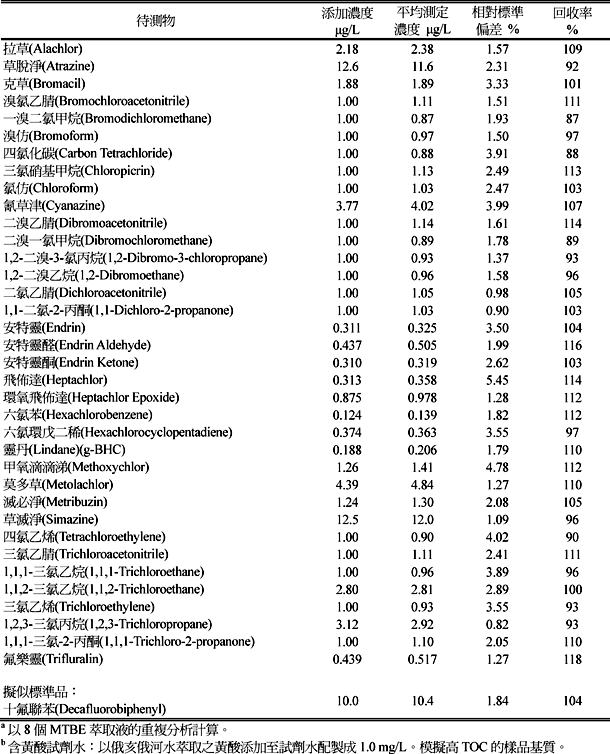 待測物 添加濃度 μg/L 平均測定濃度 μg/L 相對標準偏差 % 回收率 %
拉草(Alachlor) 2.18 2.38 1.57 109
草脫淨(Atrazine) 12.6 11.6 2.31 92
克草(Bromacil) 1.88 1.89 3.33 101
溴氯乙腈(Bromochloroacetonitrile) 1.00 1.11 1.51 111
一溴二氯甲烷(Bromodichloromethane) 1.00 0.87 1.93 87
溴仿(Bromoform) 1.00 0.97 1.50 97
四氯化碳(Carbon Tetrachloride) 1.00 0.88 3.91 88
三氯硝基甲烷(Chloropicrin) 1.00 1.13 2.49 113
氯仿(Chloroform) 1.00 1.03 2.47 103
氰草津(Cyanazine) 3.77 4.02 3.99 107
二溴乙腈(Dibromoacetonitrile) 1.00 1.14 1.61 114
二溴一氯甲烷(Dibromochloromethane) 1.00 0.89 1.78 89
1,2-二溴-3-氯丙烷(1,2-Dibromo-3-chloropropane) 1.00 0.93 1.37 93
1,2-二溴乙烷(1,2-Dibromoethane) 1.00 0.96 1.58 96
二氯乙腈(Dichloroacetonitrile) 1.00 1.05 0.98 105
1,1-二氯-2-丙酮(1,1-Dichloro-2-propanone) 1.00 1.03 0.90 103
安特靈(Endrin) 0.311 0.325 3.50 104
安特靈醛(Endrin Aldehyde) 0.437 0.505 1.99 116
安特靈酮(Endrin Ketone) 0.310 0.319 2.62 103
飛佈達(Heptachlor) 0.313 0.358 5.45 114
環氧飛佈達(Heptachlor Epoxide) 0.875 0.978 1.28 112
六氯苯(Hexachlorobenzene) 0.124 0.139 1.82 112
六氯環戊二稀(Hexachlorocyclopentadiene) 0.374 0.363 3.55 97
靈丹(Lindane)(g-BHC) 0.188 0.206 1.79 110
甲氧滴滴涕(Methoxychlor) 1.26 1.41 4.78 112
莫多草(Metolachlor) 4.39 4.84 1.27 110
滅必淨(Metribuzin) 1.24 1.30 2.08 105
草滅淨(Simazine) 12.5 12.0 1.09 96
四氯乙烯(Tetrachloroethylene) 1.00 0.90 4.02 90
三氯乙腈(Trichloroacetonitrile) 1.00 1.11 2.41 111
1,1,1-三氯乙烷(1,1,1-Trichloroethane) 1.00 0.96 3.89 96
1,1,2-三氯乙烷(1,1,2-Trichloroethane) 2.80 2.81 2.89 100
三氯乙烯(Trichloroethylene) 1.00 0.93 3.55 93
1,2,3-三氯丙烷(1,2,3-Trichloropropane) 3.12 2.92 0.82 93
1,1,1-三氯-2-丙酮(1,1,1-Trichloro-2-propanone) 1.00 1.10 2.05 110
氟樂靈(Trifluralin) 0.439 0.517 1.27 118
擬似標準品：
十氟聯苯(Decafluorobiphenyl) 10.0 10.4 1.84 104
a 以 8 個 MTBE 萃取液的重複分析計算。
b 含黃酸試劑水：以俄亥俄河水萃取之黃酸添加至試劑水配製成 1.0 mg/L。模擬高 TOC 的樣品基質。